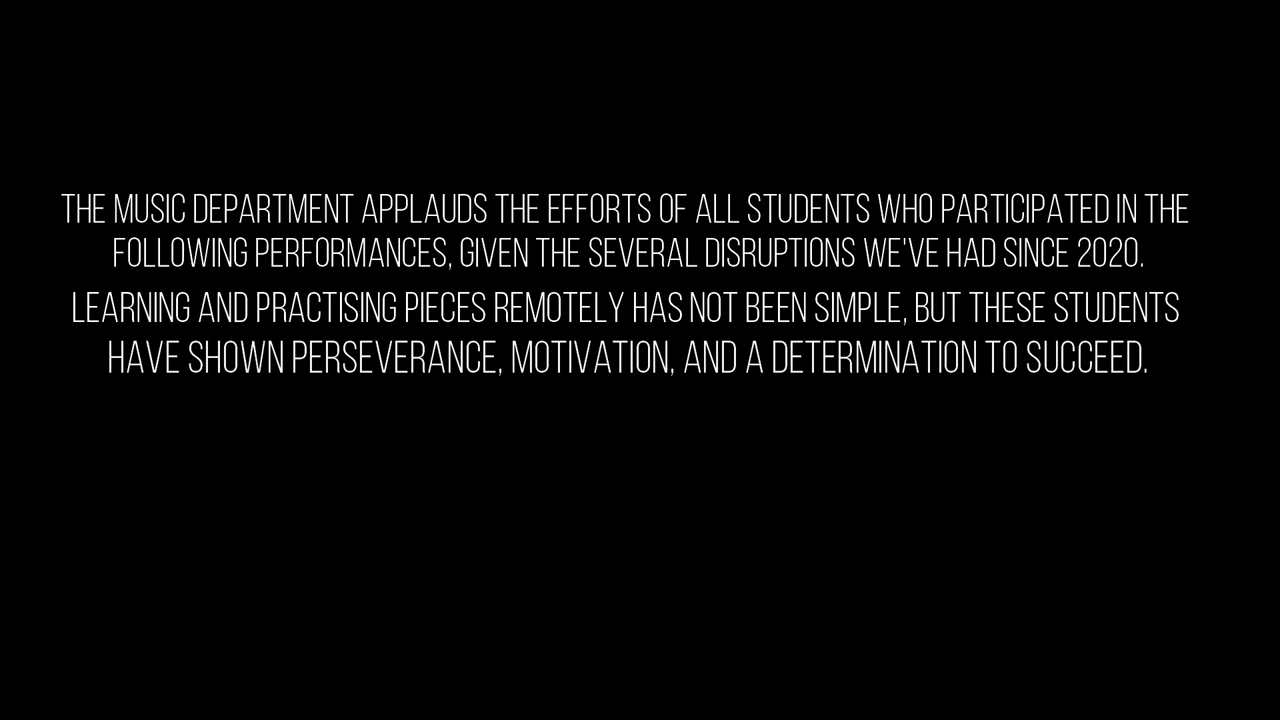 THE MUSIC DEPARTMENT APPLAUDS THE EFFORTS OF ALL STUDENTS WHO PARTICIPATED IN THE
FOLLOWING PERFORMANCES, GIVEN THE SEVERAL DISRUPTIONS WE'VE HAD SINCE 2020.
LEARNING AND PRACTISING PIECES REMOTELY HAS NOT BEEN SIMPLE, BUT THESE STUDENTS
HAVE SHOWN PERSEVERANCE, MOTIVATION, AND A DETERMINATION TO SUCCEED.